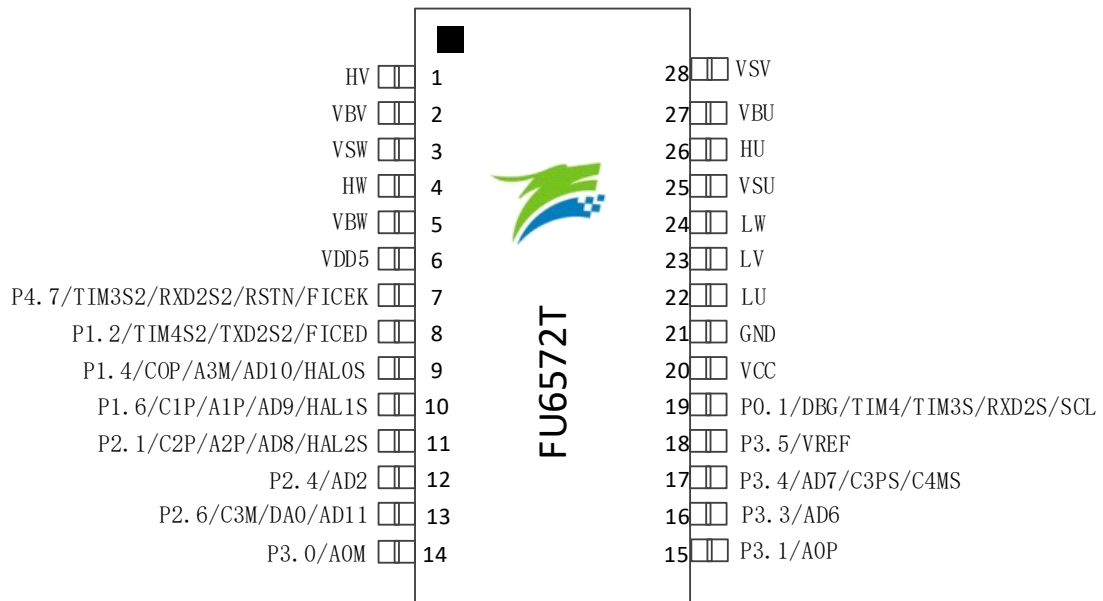 HV 1
VBV 2
VSW 3
HW 4
VBW 5
VDD5 6
P4.7/TIM3S2/RXD2S2/RSTN/FICEK 7
P1.2/TIM4S2/TXD2S2/FICED 8
P1.4/C0P/A3M/AD10/HAL0S 9
P1.6/C1P/A1P/AD9/HAL1S 10
P2.1/C2P/A2P/AD8/HAL2S 11
P2.4/AD2 12
P2.6/C3M/DA0/AD11 13
P3.0/A0M 14
FU6572T
28 VSV
27 VBU
26 HU
25 VSU
24 LW
23 LV
22 LU
21 GND
20 VCC
19 P0.1/DBG/TIM4/TIM3S/RXD2S/SCL
18 P3.5/VREF
17 P3.4/AD7/C3PS/C4MS
16 P3.3/AD6
15 P3.1/A0P